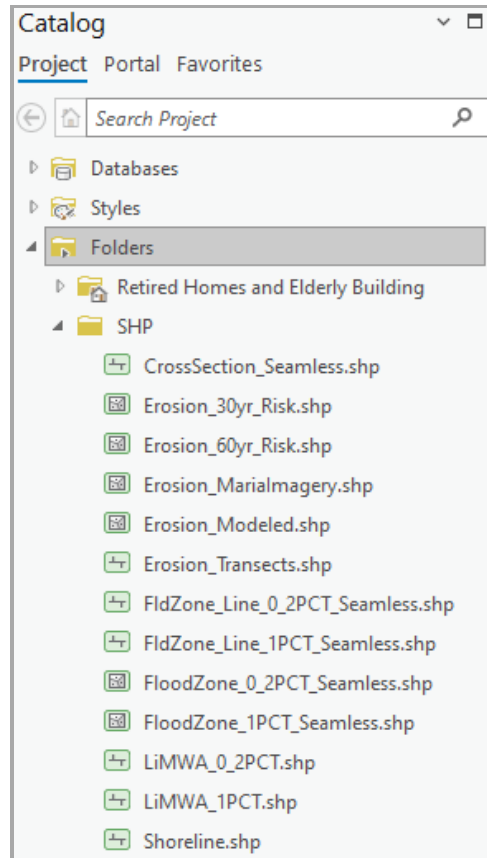 Catalog
Project Portal Favorites
Search Project
Databases
Styles
Folders
Retired Homes and Elderly Building
SHP
CrossSection_Seamless.shp
Erosion_30yr_Risk.shp
Erosion_60yr_Risk.shp
Erosion_MariaImagery.shp
Erosion_Modeled.shp
Erosion_Transects.shp
FldZone_Line_0_2PCT_Seamless.shp
FldZone_Line_1PCT_Seamless.shp
FloodZone_0_2PCT_Seamless.shp
FloodZone_1PCT_Seamless.shp
LiMWA_0_2PCT.shp
LiMWA_1PCT.shp
Shoreline.shp